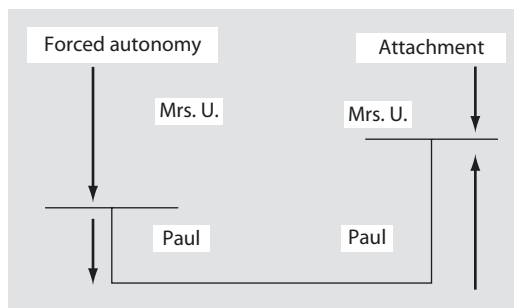 Forced autonomy
Attachment
Mrs. U.
Mrs. U.
Paul
Paul